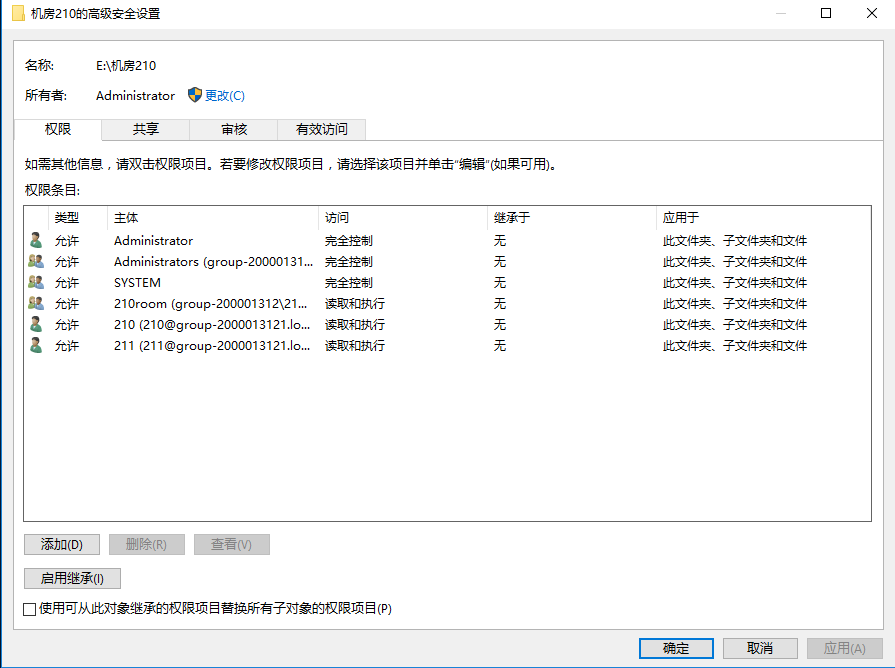 机房210的高级安全设置
名称: E:\机房210
所有者: Administrator 更改(C)
权限 共享 审核 有效访问
如需其他信息，请双击权限项目。若要修改权限项目，请选择该项目并单击“编辑”(如果可用)。
权限条目:
类型 主体 访问 继承于 应用于
允许 Administrator 完全控制 无 此文件夹、子文件夹和文件
允许 Administrators (group-20000131... 完全控制 无 此文件夹、子文件夹和文件
允许 SYSTEM 完全控制 无 此文件夹、子文件夹和文件
允许 210room (group-200001312\21... 读取和执行 无 此文件夹、子文件夹和文件
允许 210 (210@group-2000013121.lo... 读取和执行 无 此文件夹、子文件夹和文件
允许 211 (211@group-2000013121.lo... 读取和执行 无 此文件夹、子文件夹和文件
添加(D) 删除(R) 查看(V)
启用继承(I)
使用可从此对象继承的权限项目替换所有子对象的权限项目(P)
确定 取消 应用(A)